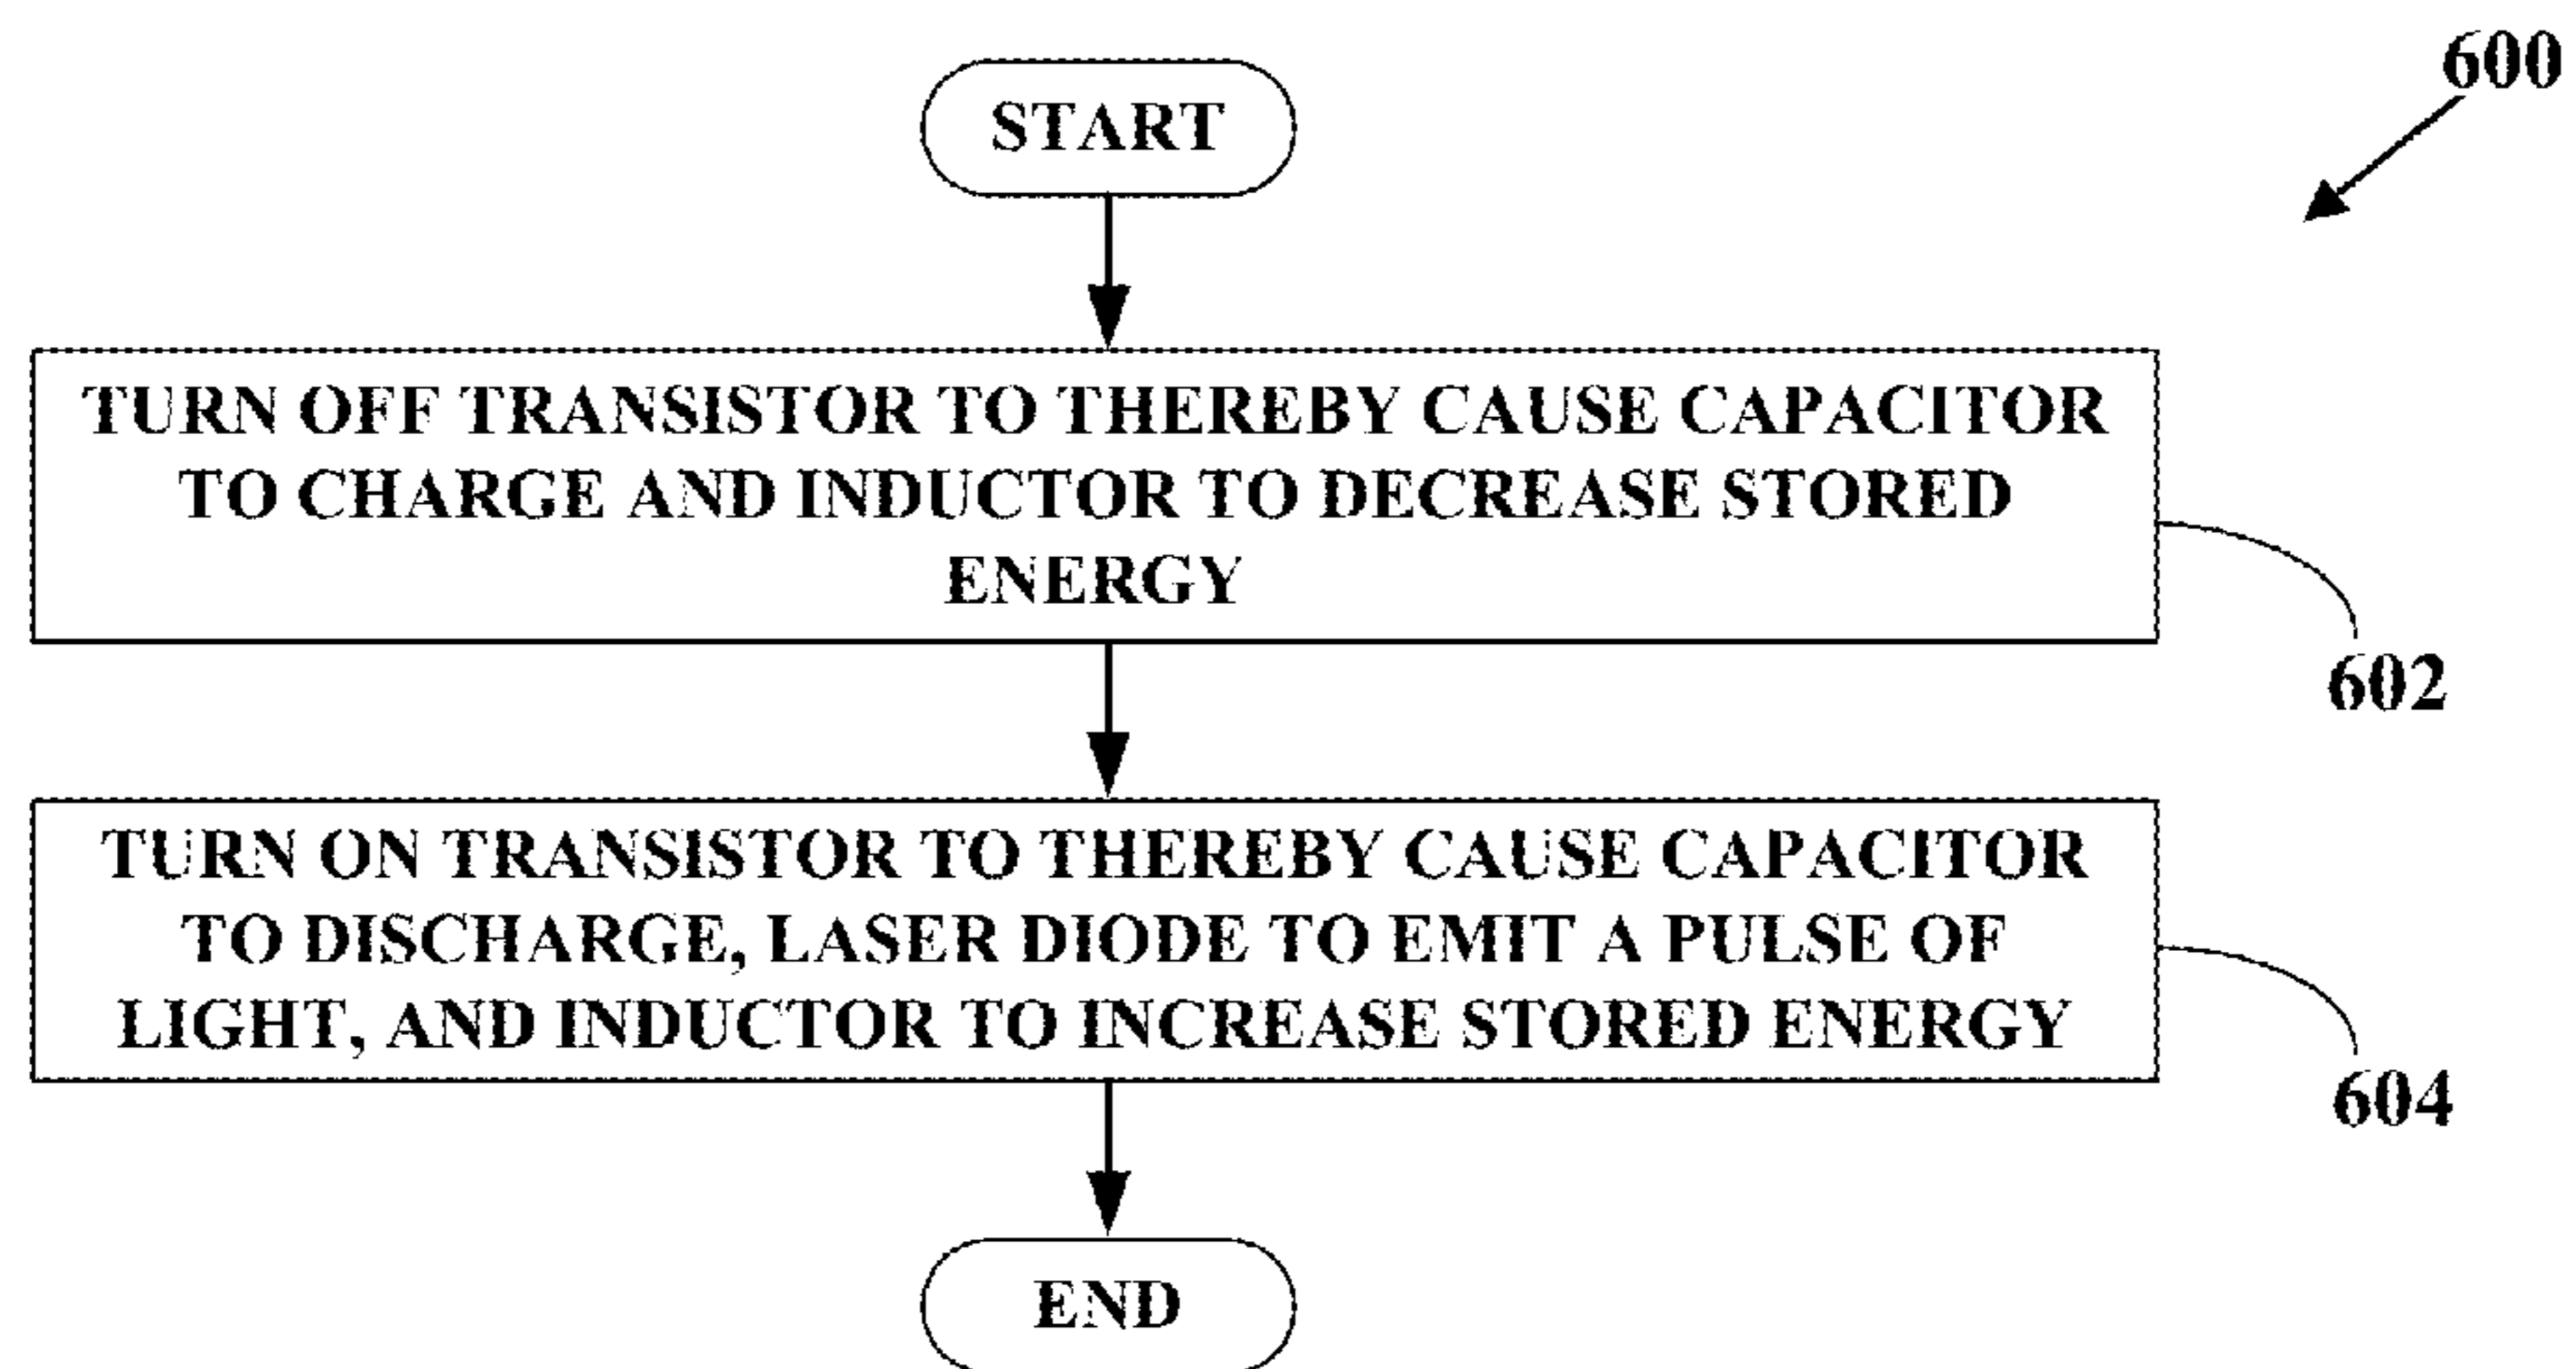 600
START
TURN OFF TRANSISTOR TO THEREBY CAUSE CAPACITOR
TO CHARGE AND INDUCTOR TO DECREASE STORED
ENERGY
602
TURN ON TRANSISTOR TO THEREBY CAUSE CAPACITOR
TO DISCHARGE, LASER DIODE TO EMIT A PULSE OF
LIGHT, AND INDUCTOR TO INCREASE STORED ENERGY
604
END